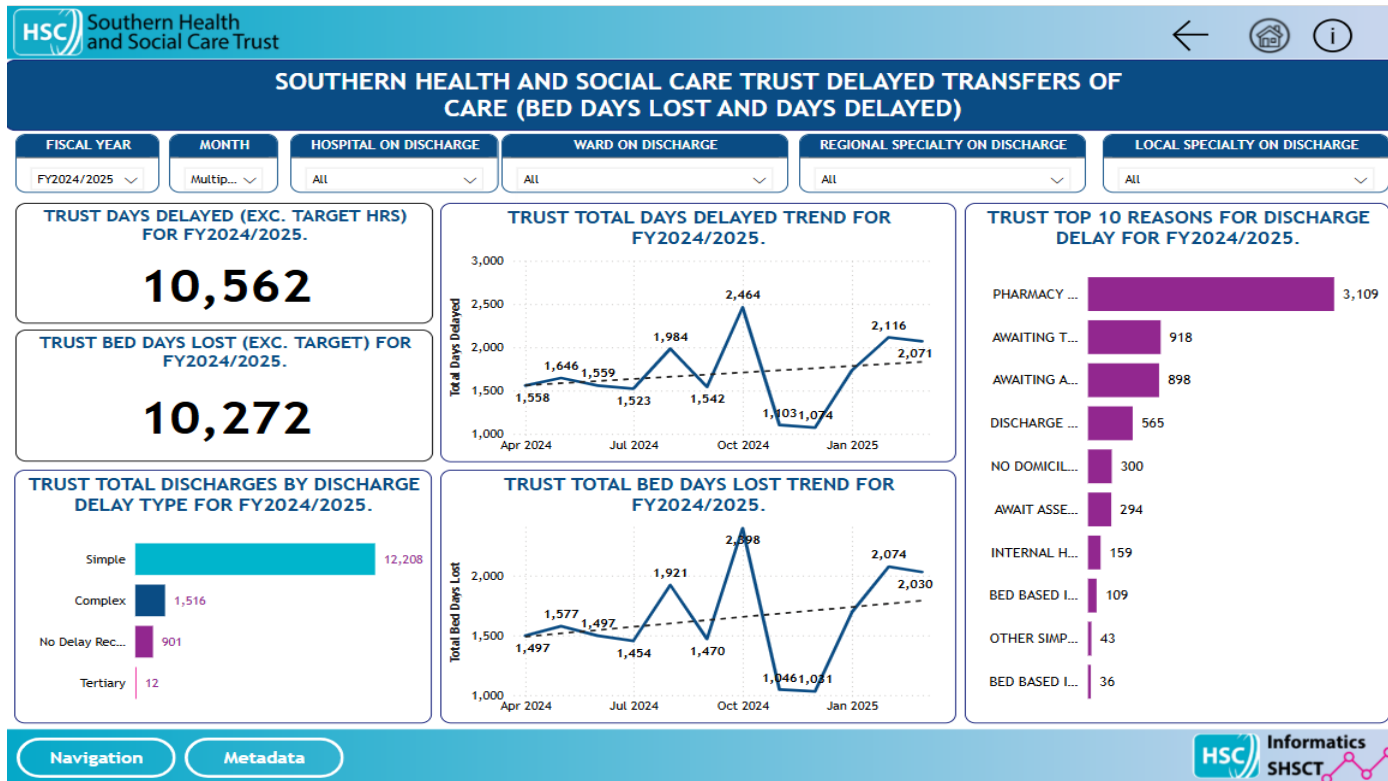 HSC Southern Health
and Social Care Trust
SOUTHERN HEALTH AND SOCIAL CARE TRUST DELAYED TRANSFERS OF
CARE (BED DAYS LOST AND DAYS DELAYED)
FISCAL YEAR
FY2024/2025
MONTH
Multip...
HOSPITAL ON DISCHARGE
All
WARD ON DISCHARGE
All
REGIONAL SPECIALTY ON DISCHARGE
All
LOCAL SPECIALTY ON DISCHARGE
All
TRUST DAYS DELAYED (EXC. TARGET HRS)
FOR FY2024/2025.
10,562
TRUST BED DAYS LOST (EXC. TARGET) FOR
FY2024/2025.
10,272
TRUST TOTAL DISCHARGES BY DISCHARGE
DELAY TYPE FOR FY2024/2025.
Simple 12,208
Complex 1,516
No Delay Rec... 901
Tertiary 12
TRUST TOTAL DAYS DELAYED TREND FOR
FY2024/2025.
Total Days Delayed
3,000
2,500
2,000
1,500
1,000
1,558
1,646
1,559
1,523
1,984
1,542
2,464
1,103
1,074
2,116
2,071
Apr 2024 Jul 2024 Oct 2024 Jan 2025
TRUST TOTAL BED DAYS LOST TREND FOR
FY2024/2025.
Total Bed Days Lost
2,000
1,500
1,000
1,497
1,577
1,497
1,454
1,921
1,470
2,398
1,046
1,031
2,074
2,030
Apr 2024 Jul 2024 Oct 2024 Jan 2025
TRUST TOP 10 REASONS FOR DISCHARGE
DELAY FOR FY2024/2025.
PHARMACY ... 3,109
AWAITING T... 918
AWAITING A... 898
DISCHARGE ... 565
NO DOMICIL... 300
AWAIT ASSE... 294
INTERNAL H... 159
BED BASED I... 109
OTHER SIMP... 43
BED BASED I... 36
Navigation
Metadata
HSC Informatics
SHSCT